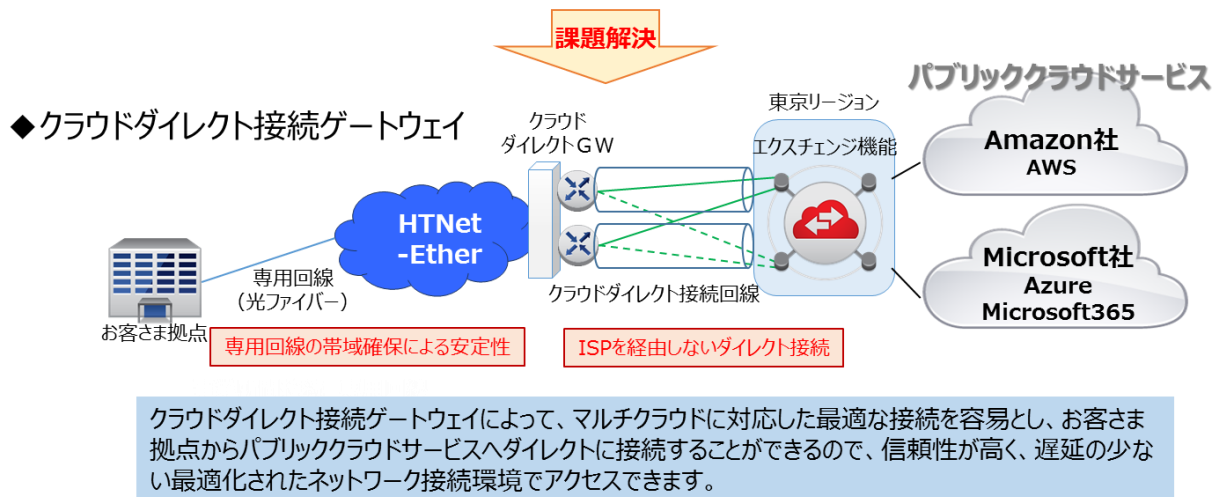 課題解決
パブリッククラウドサービス
◆クラウドダイレクト接続ゲートウェイ
クラウド
ダイレクトGW
東京リージョン
エクスチェンジ機能
Amazon社
AWS
HTNet
-Ether
専用回線
（光ファイバー）
お客さま拠点
クラウドダイレクト接続回線
Microsoft社
Azure
Microsoft365
専用回線の帯域確保による安定性
ISPを経由しないダイレクト接続
クラウドダイレクト接続ゲートウェイによって、マルチクラウドに対応した最適な接続を容易とし、お客さま
拠点からパブリッククラウドサービスへダイレクトに接続することができるので、信頼性が高く、遅延の少な
い最適化されたネットワーク接続環境でアクセスできます。